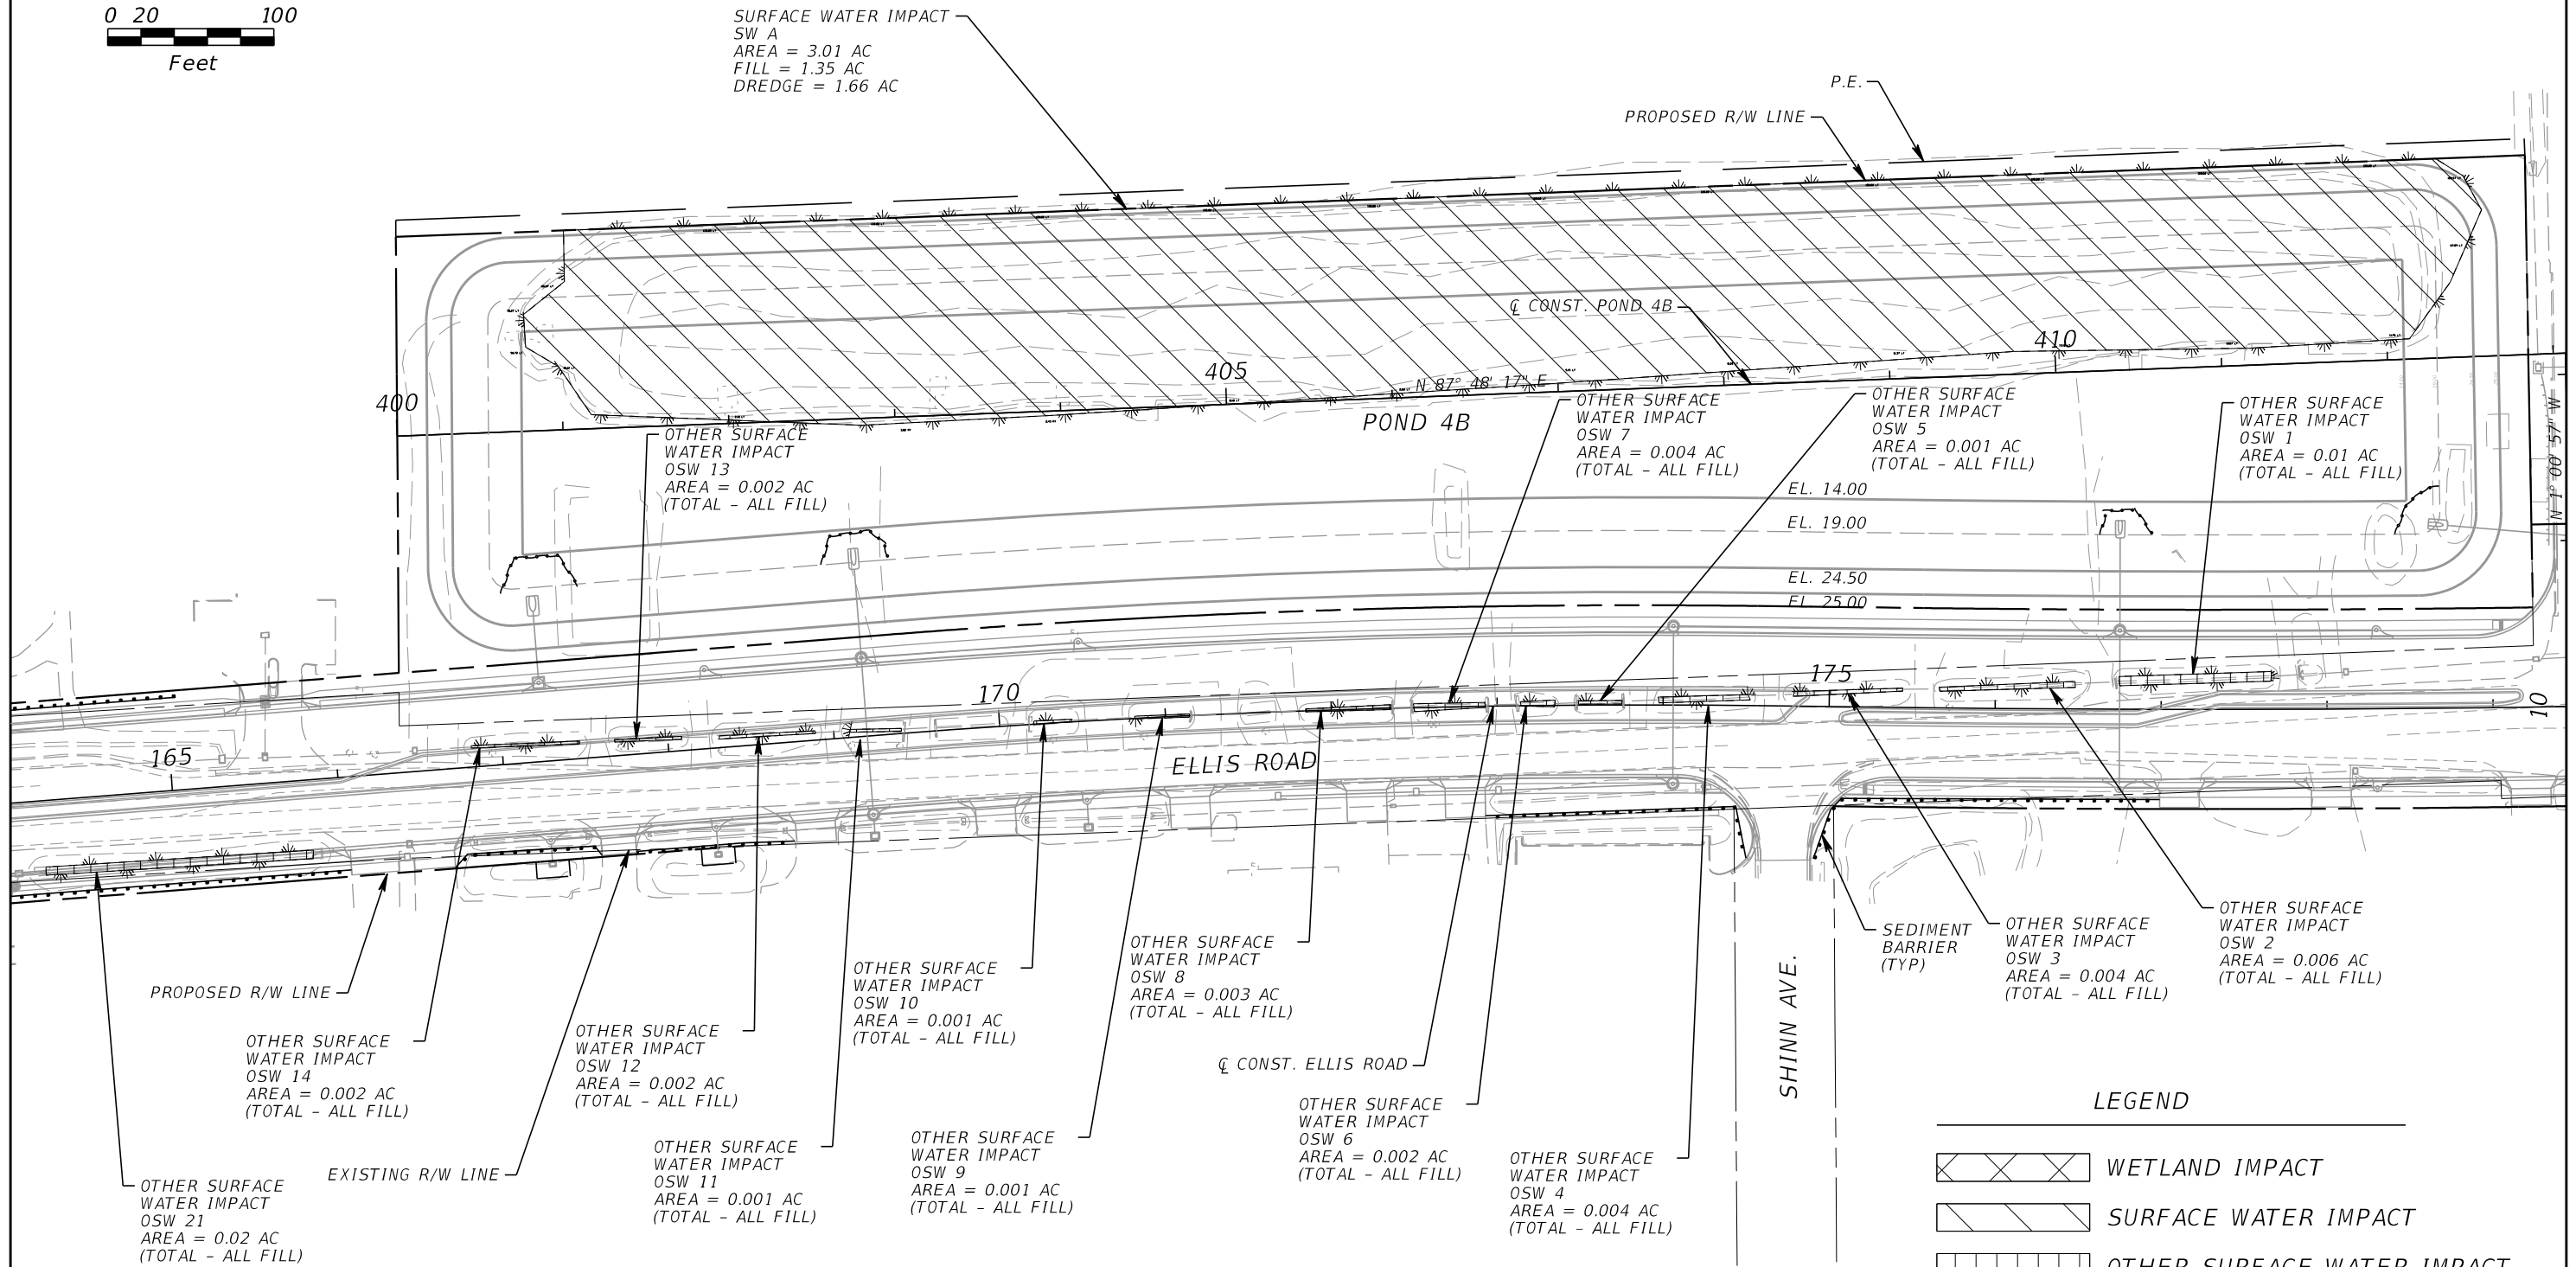 0 20 100
Feet
SURFACE WATER IMPACT
SW A
AREA = 3.01 AC
FILL = 1.35 AC
DREDGE = 1.66 AC
P.E.
PROPOSED R/W LINE
℄ CONST. POND 4B
400
405
410
N 87° 48' 17" E
POND 4B
N 1° 00' 57" W
OTHER SURFACE
WATER IMPACT
OSW 13
AREA = 0.002 AC
(TOTAL - ALL FILL)
OTHER SURFACE
WATER IMPACT
OSW 7
AREA = 0.004 AC
(TOTAL - ALL FILL)
OTHER SURFACE
WATER IMPACT
OSW 5
AREA = 0.001 AC
(TOTAL - ALL FILL)
OTHER SURFACE
WATER IMPACT
OSW 1
AREA = 0.01 AC
(TOTAL - ALL FILL)
EL. 14.00
EL. 19.00
EL. 24.50
EL. 25.00
165
170
175
10
ELLIS ROAD
SHINN AVE.
PROPOSED R/W LINE
OTHER SURFACE
WATER IMPACT
OSW 14
AREA = 0.002 AC
(TOTAL - ALL FILL)
OTHER SURFACE
WATER IMPACT
OSW 21
AREA = 0.02 AC
(TOTAL - ALL FILL)
EXISTING R/W LINE
OTHER SURFACE
WATER IMPACT
OSW 12
AREA = 0.002 AC
(TOTAL - ALL FILL)
OTHER SURFACE
WATER IMPACT
OSW 11
AREA = 0.001 AC
(TOTAL - ALL FILL)
OTHER SURFACE
WATER IMPACT
OSW 10
AREA = 0.001 AC
(TOTAL - ALL FILL)
OTHER SURFACE
WATER IMPACT
OSW 9
AREA = 0.001 AC
(TOTAL - ALL FILL)
OTHER SURFACE
WATER IMPACT
OSW 8
AREA = 0.003 AC
(TOTAL - ALL FILL)
℄ CONST. ELLIS ROAD
OTHER SURFACE
WATER IMPACT
OSW 6
AREA = 0.002 AC
(TOTAL - ALL FILL)
OTHER SURFACE
WATER IMPACT
OSW 4
AREA = 0.004 AC
(TOTAL - ALL FILL)
SEDIMENT
BARRIER
(TYP)
OTHER SURFACE
WATER IMPACT
OSW 3
AREA = 0.004 AC
(TOTAL - ALL FILL)
OTHER SURFACE
WATER IMPACT
OSW 2
AREA = 0.006 AC
(TOTAL - ALL FILL)
LEGEND
WETLAND IMPACT
SURFACE WATER IMPACT
OTHER SURFACE WATER IMPACT